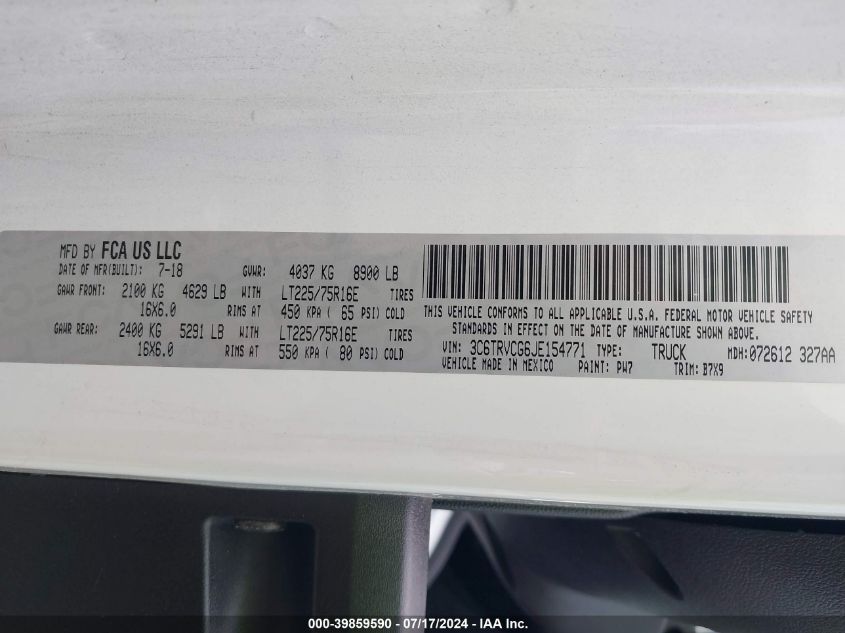 MFD BY FCA US LLC
DATE OF MFR(BUILT): 7-18 GVWR: 4037 KG 8900 LB
GAWR FRONT: 2100 KG 4629 LB WITH LT225/75R16E TIRES
16X6.0 RIMS AT 450 KPA ( 65 PSI) COLD
GAWR REAR: 2400 KG 5291 LB WITH LT225/75R16E TIRES
16X6.0 RIMS AT 550 KPA ( 80 PSI) COLD
THIS VEHICLE CONFORMS TO ALL APPLICABLE U.S.A. FEDERAL MOTOR VEHICLE SAFETY
STANDARDS IN EFFECT ON THE DATE OF MANUFACTURE SHOWN ABOVE.
VIN: 3C6TRVCG6JE154771 TYPE: TRUCK MDH: 072612 327AA
VEHICLE MADE IN MEXICO PAINT: PW7 TRIM: B7X9
000-39859590 - 07/17/2024 - IAA Inc.